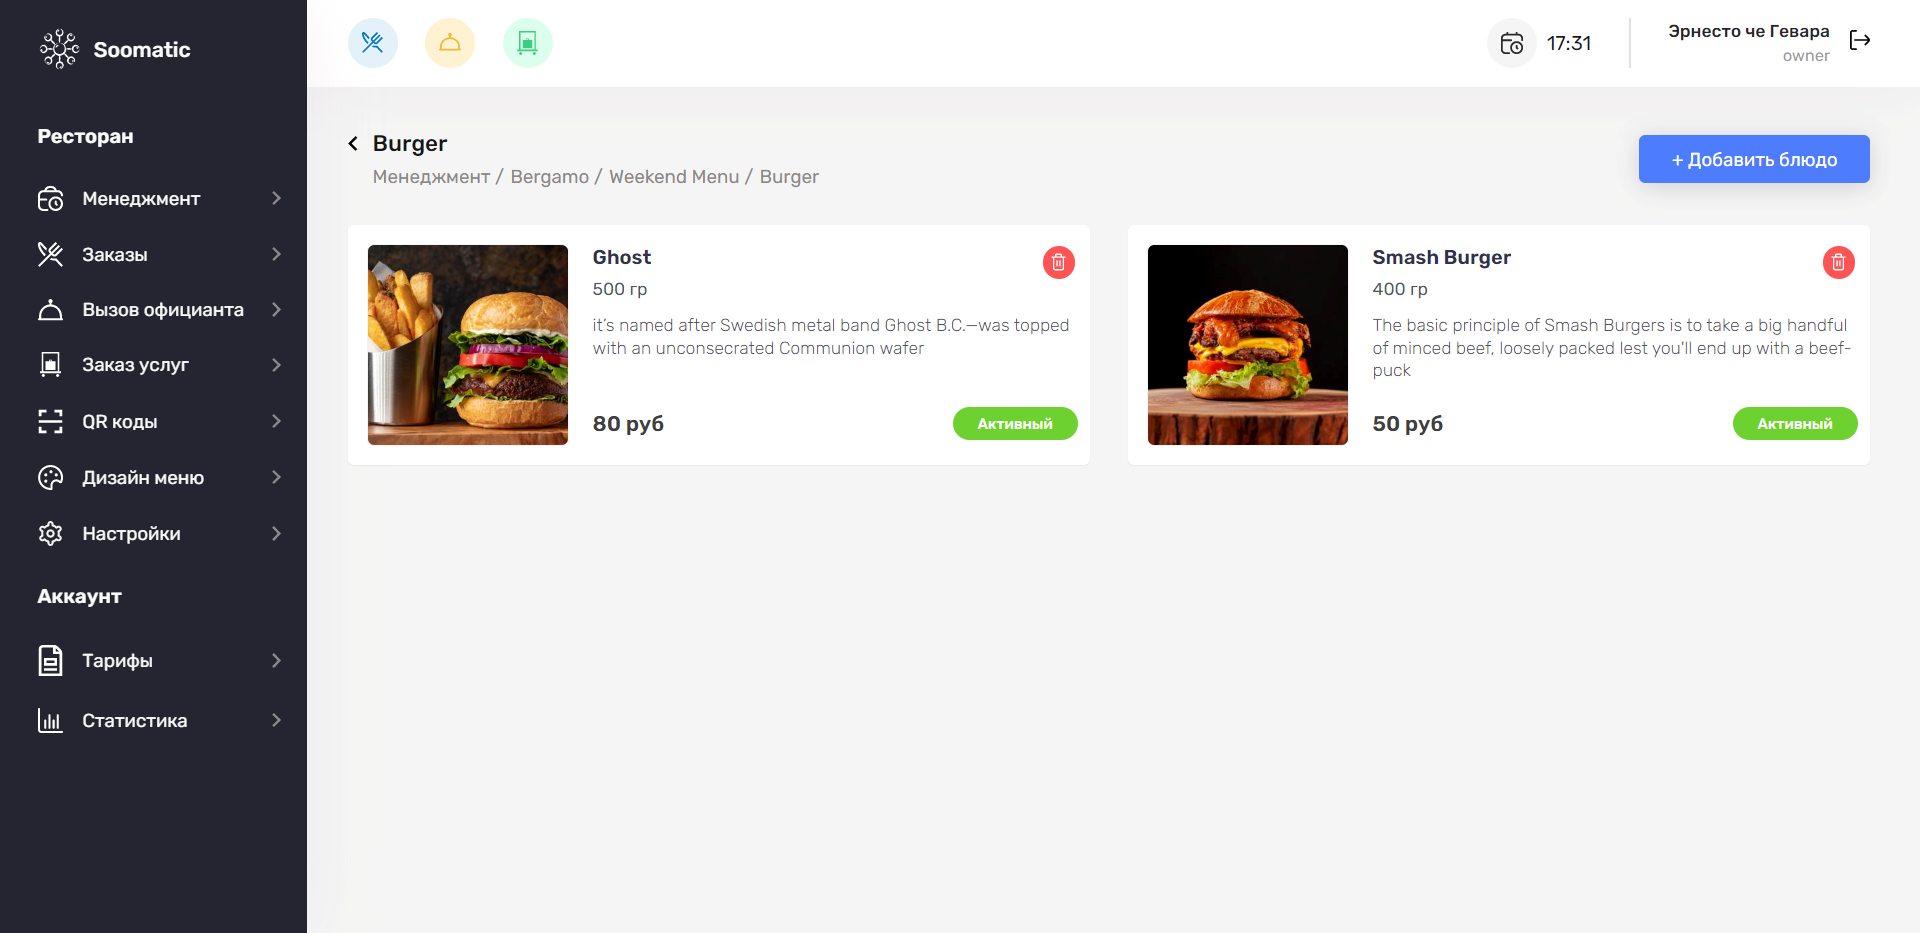 Soomatic
Ресторан
Менеджмент
Заказы
Вызов официанта
Заказ услуг
QR коды
Дизайн меню
Настройки
Аккаунт
Тарифы
Статистика
17:31
Эрнесто че Гевара
owner
Burger
Менеджмент / Bergamo / Weekend Menu / Burger
+ Добавить блюдо
Ghost
500 гр
it's named after Swedish metal band Ghost B.C.—was topped
with an unconsecrated Communion wafer
80 руб
Активный
Smash Burger
400 гр
The basic principle of Smash Burgers is to take a big handful
of minced beef, loosely packed lest you'll end up with a beef-
puck
50 руб
Активный